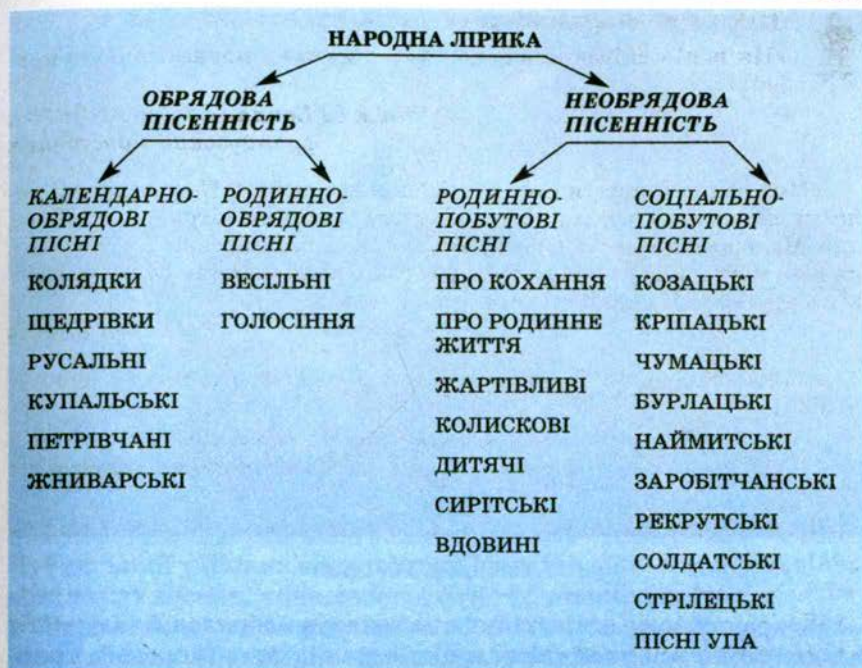 НАРОДНА ЛІРИКА
ОБРЯДОВА
ПІСЕННІСТЬ
НЕОБРЯДОВА
ПІСЕННІСТЬ
КАЛЕНДАРНО-
ОБРЯДОВІ
ПІСНІ
КОЛЯДКИ
ЩЕДРІВКИ
РУСАЛЬНІ
КУПАЛЬСЬКІ
ПЕТРІВЧАНІ
ЖНИВАРСЬКІ
РОДИННО-
ОБРЯДОВІ
ПІСНІ
ВЕСІЛЬНІ
ГОЛОСІННЯ
РОДИННО-
ПОБУТОВІ
ПІСНІ
ПРО КОХАННЯ
ПРО РОДИННЕ
ЖИТТЯ
ЖАРТІВЛИВІ
КОЛИСКОВІ
ДИТЯЧІ
СИРІТСЬКІ
ВДОВИНІ
СОЦІАЛЬНО-
ПОБУТОВІ
ПІСНІ
КОЗАЦЬКІ
КРІПАЦЬКІ
ЧУМАЦЬКІ
БУРЛАЦЬКІ
НАЙМИТСЬКІ
ЗАРОБІТЧАНСЬКІ
РЕКРУТСЬКІ
СОЛДАТСЬКІ
СТРІЛЕЦЬКІ
ПІСНІ УПА